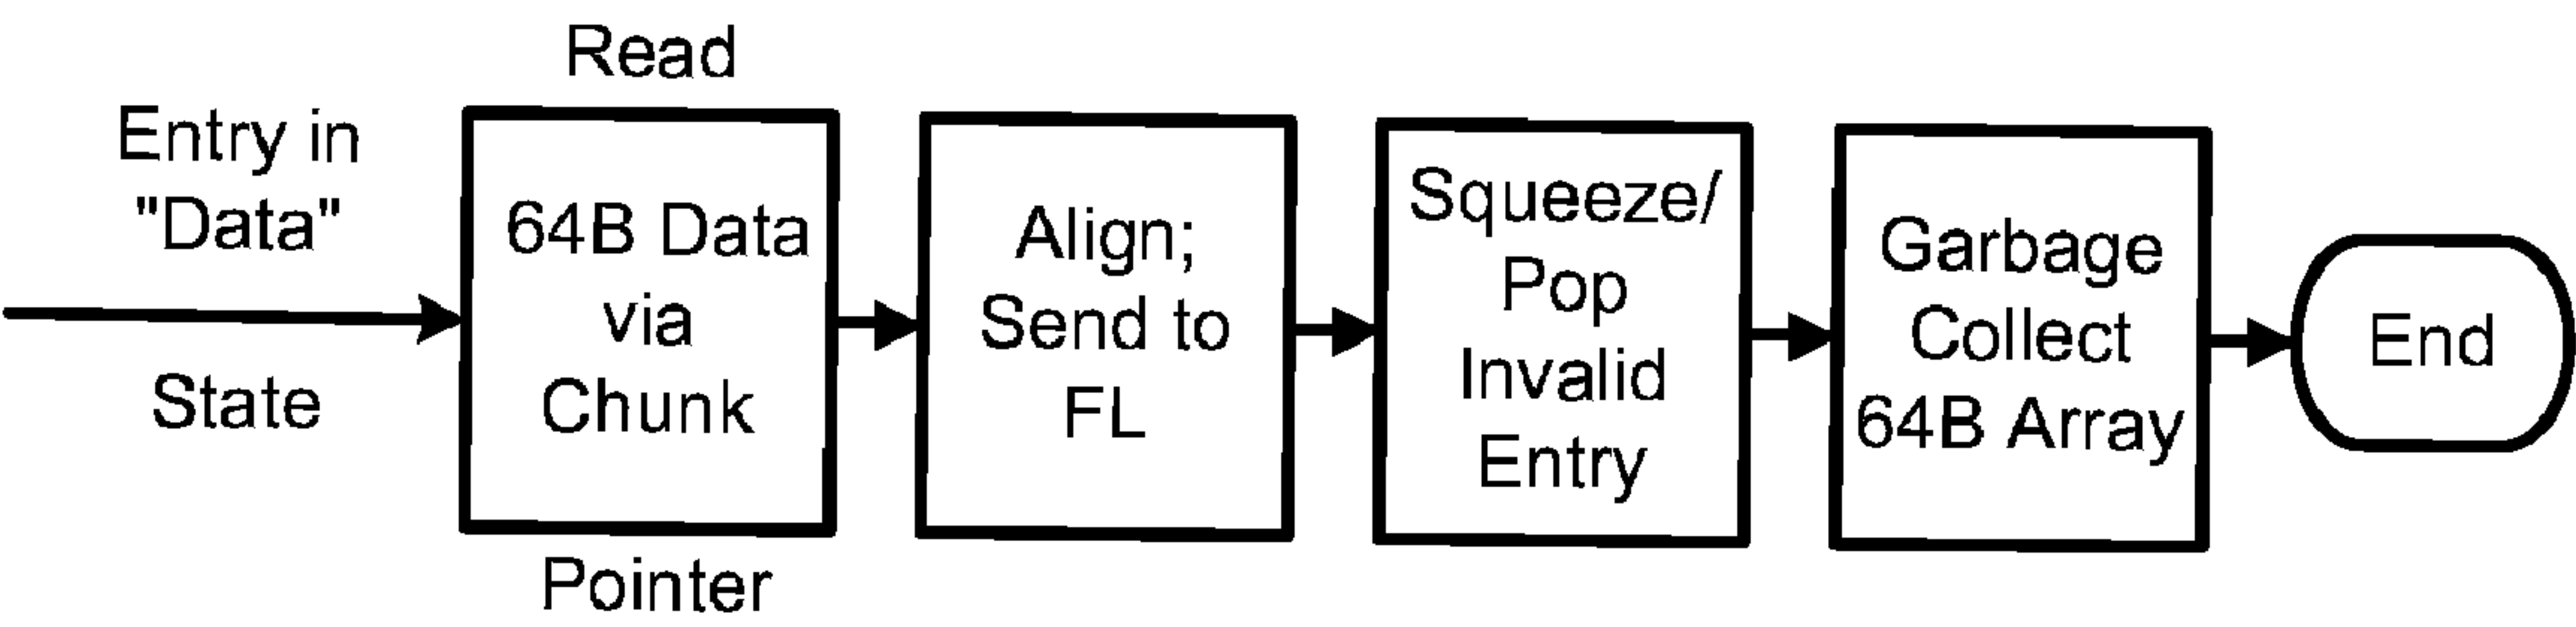 Entry in
"Data"
State
Read
64B Data
via
Chunk
Pointer
Align;
Send to
FL
Squeeze/
Pop
Invalid
Entry
Garbage
Collect
64B Array
End